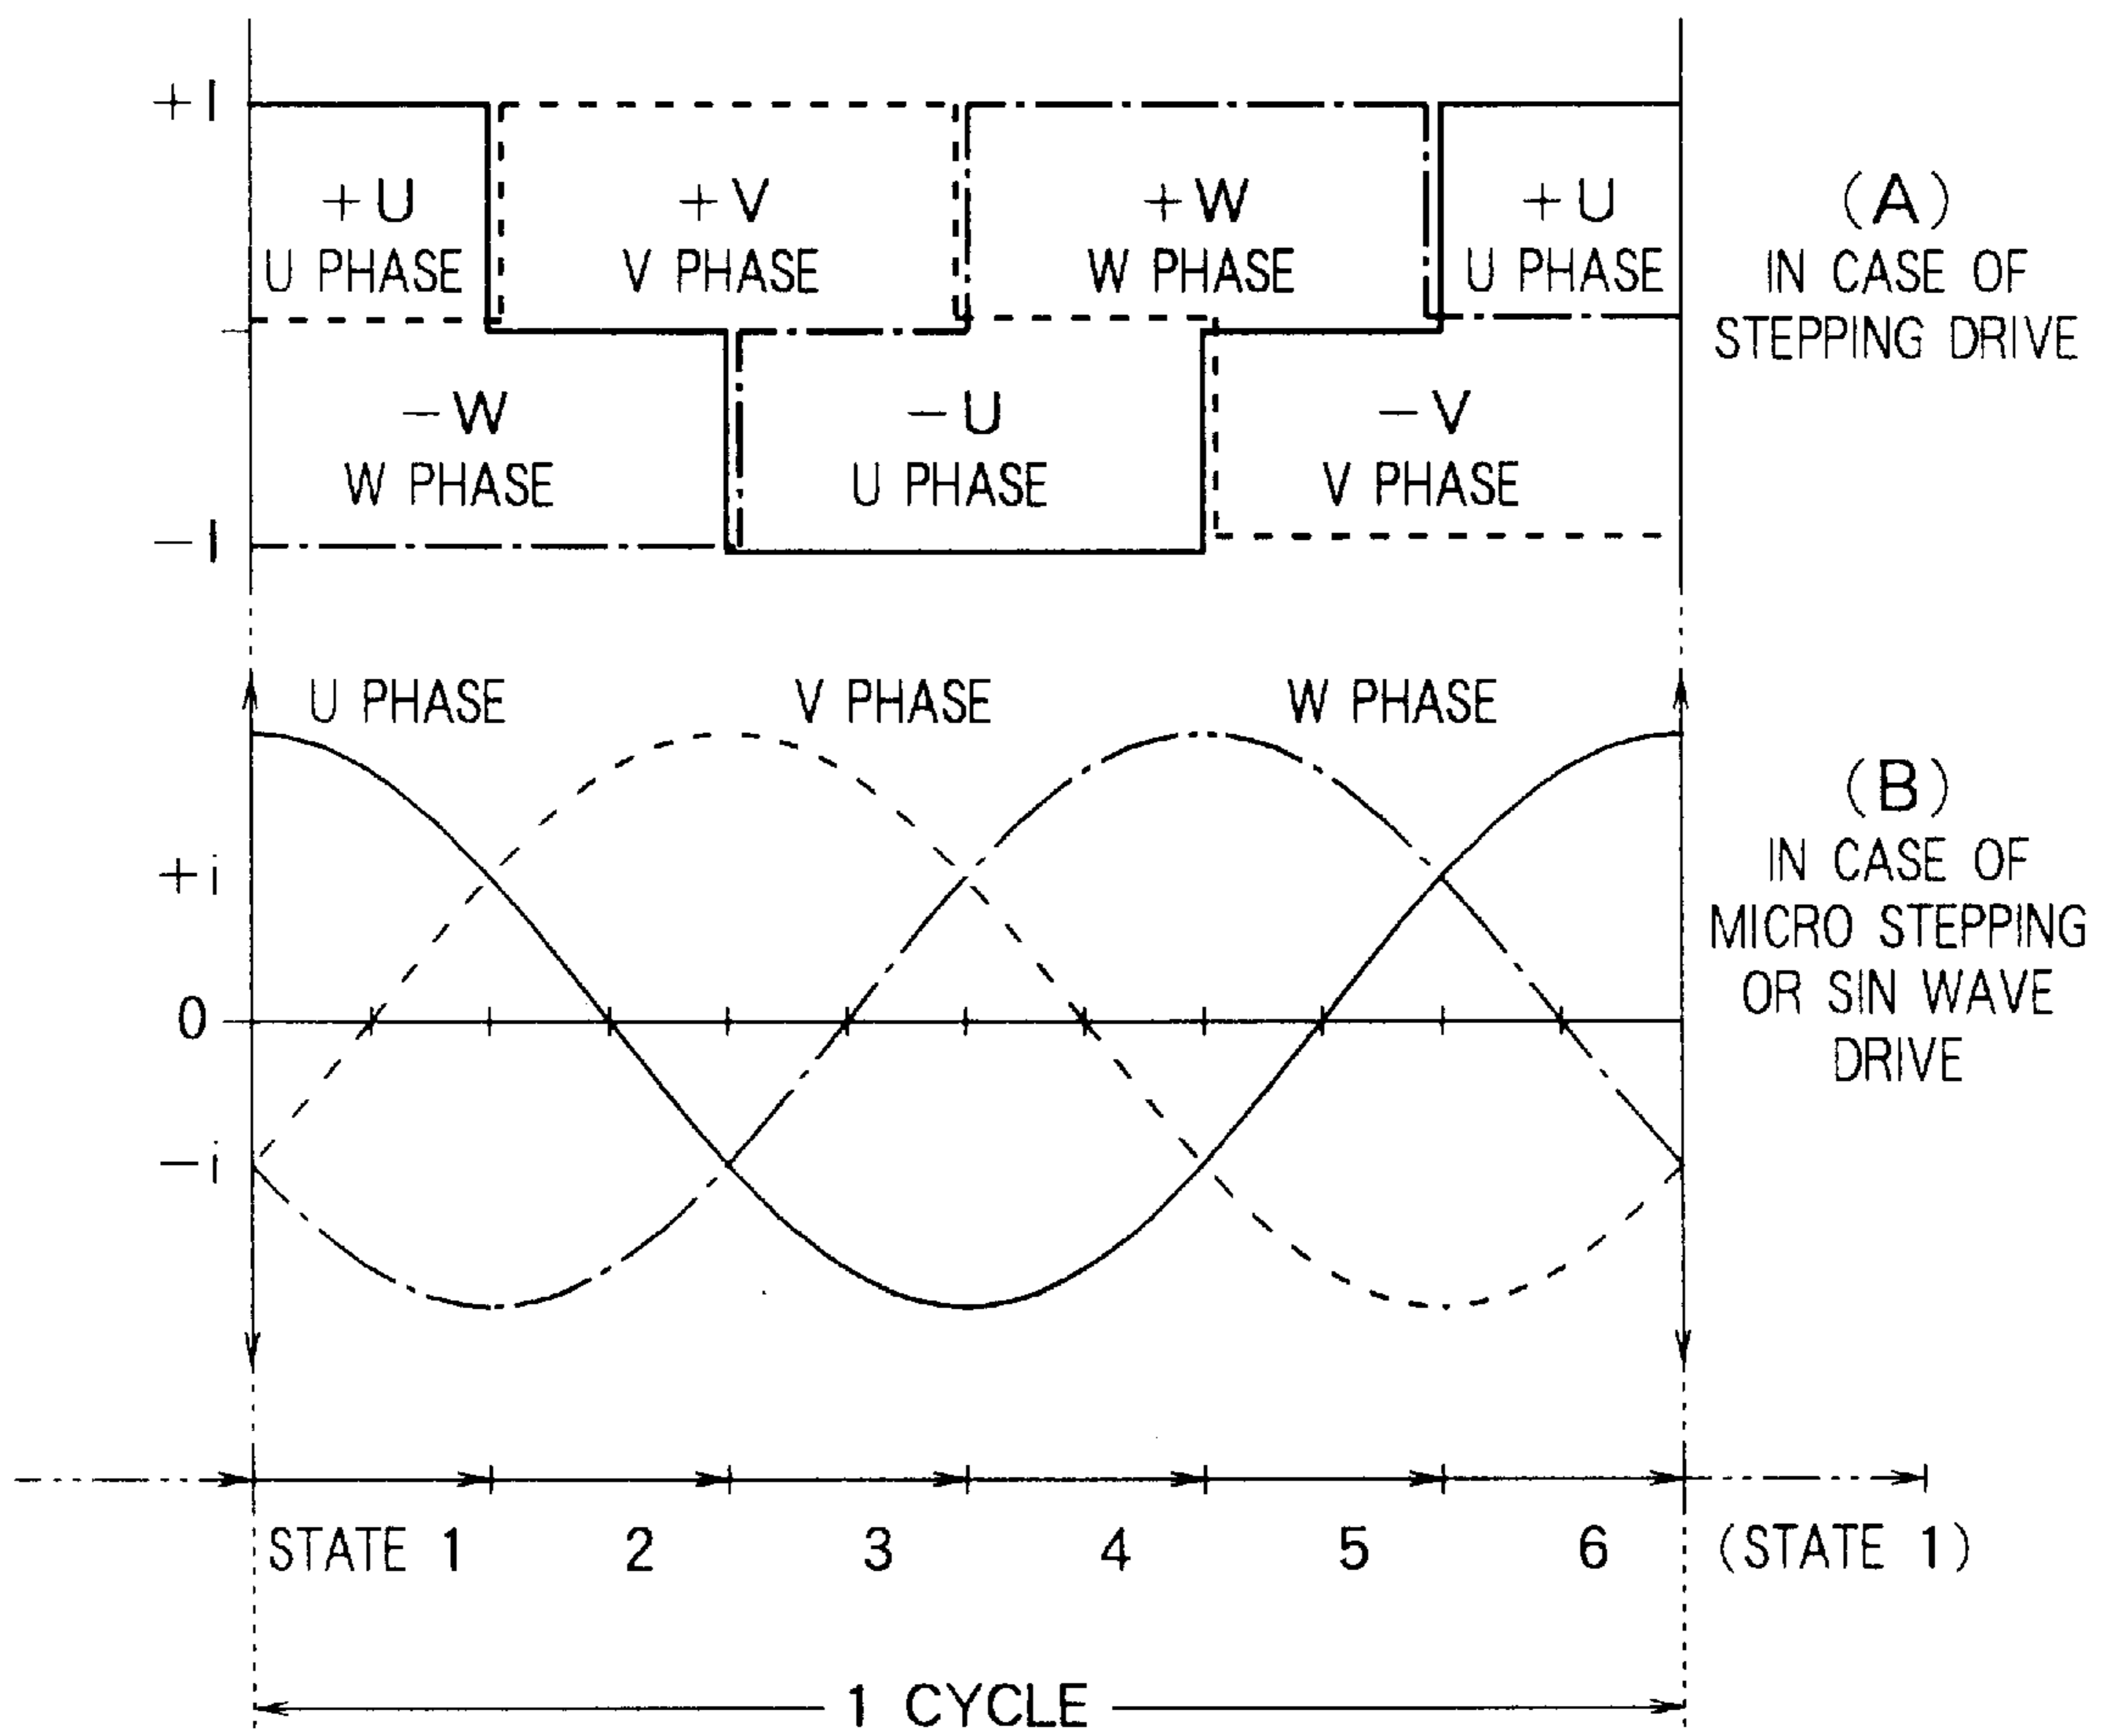 +I
+U
U PHASE
+V
V PHASE
+W
W PHASE
+U
U PHASE
(A)
IN CASE OF
STEPPING DRIVE
−W
W PHASE
−U
U PHASE
−V
V PHASE
−I
U PHASE
V PHASE
W PHASE
+i
0
−i
(B)
IN CASE OF
MICRO STEPPING
OR SIN WAVE
DRIVE
STATE 1 2 3 4 5 6 (STATE 1)
1 CYCLE